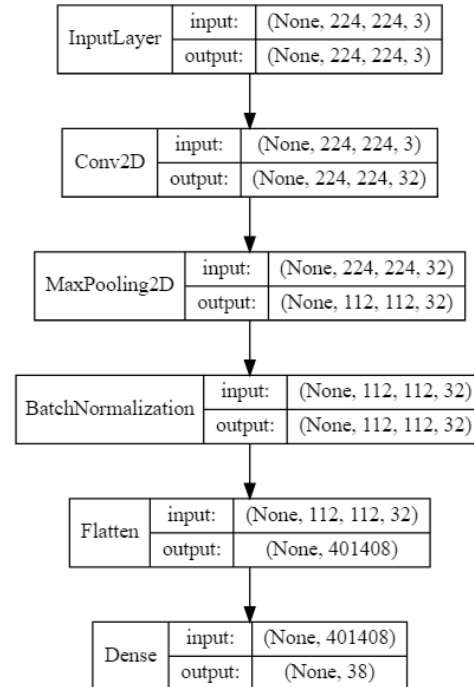 InputLayer input: (None, 224, 224, 3)
output: (None, 224, 224, 3)
Conv2D input: (None, 224, 224, 3)
output: (None, 224, 224, 32)
MaxPooling2D input: (None, 224, 224, 32)
output: (None, 112, 112, 32)
BatchNormalization input: (None, 112, 112, 32)
output: (None, 112, 112, 32)
Flatten input: (None, 112, 112, 32)
output: (None, 401408)
Dense input: (None, 401408)
output: (None, 38)